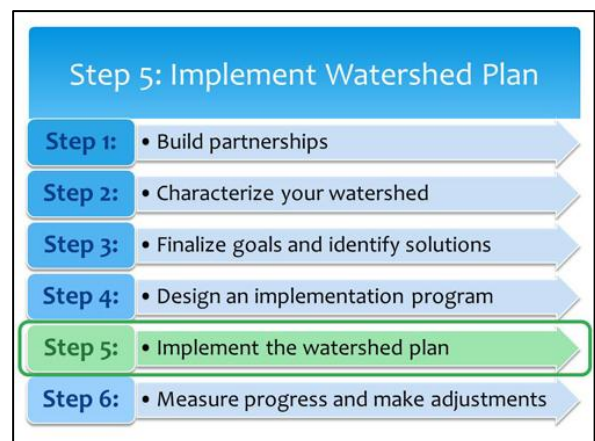 Step 5: Implement Watershed Plan
Step 1: • Build partnerships
Step 2: • Characterize your watershed
Step 3: • Finalize goals and identify solutions
Step 4: • Design an implementation program
Step 5: • Implement the watershed plan
Step 6: • Measure progress and make adjustments